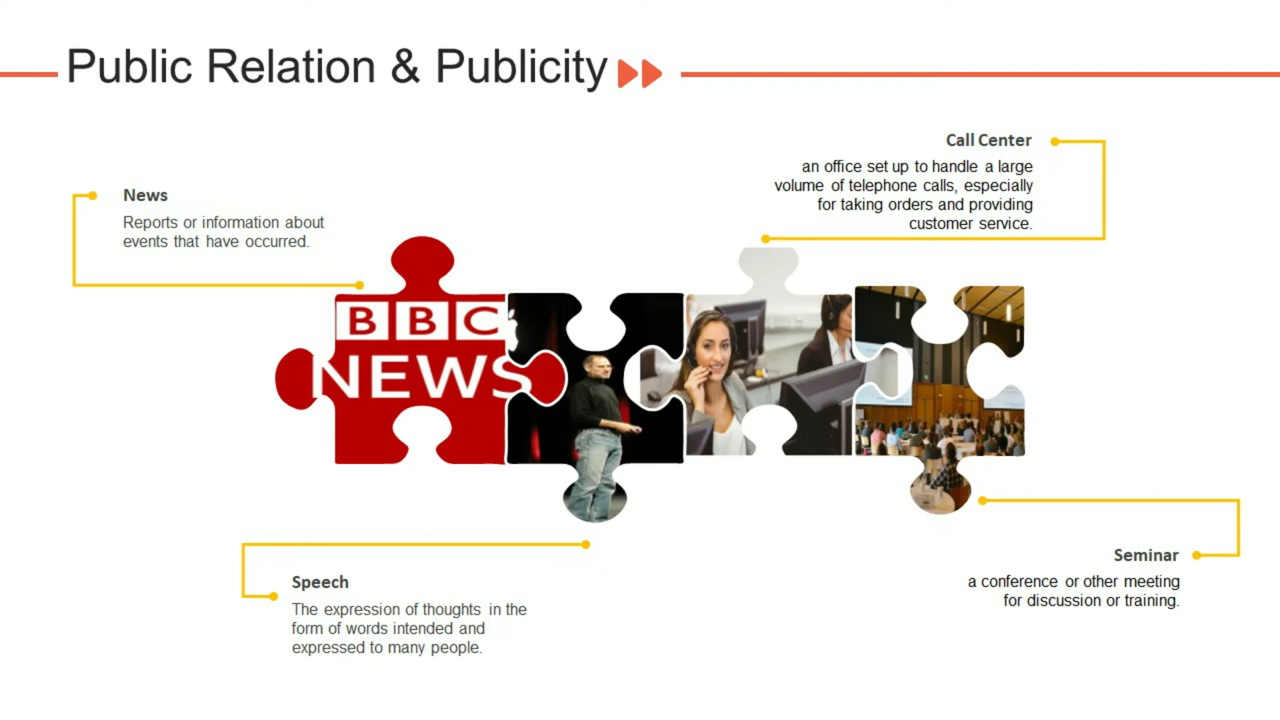 Public Relation & Publicity
Call Center
an office set up to handle a large
volume of telephone calls, especially
for taking orders and providing
customer service.
News
Reports or information about
events that have occurred.
BBC
NEWS
Speech
The expression of thoughts in the
form of words intended and
expressed to many people.
Seminar
a conference or other meeting
for discussion or training.